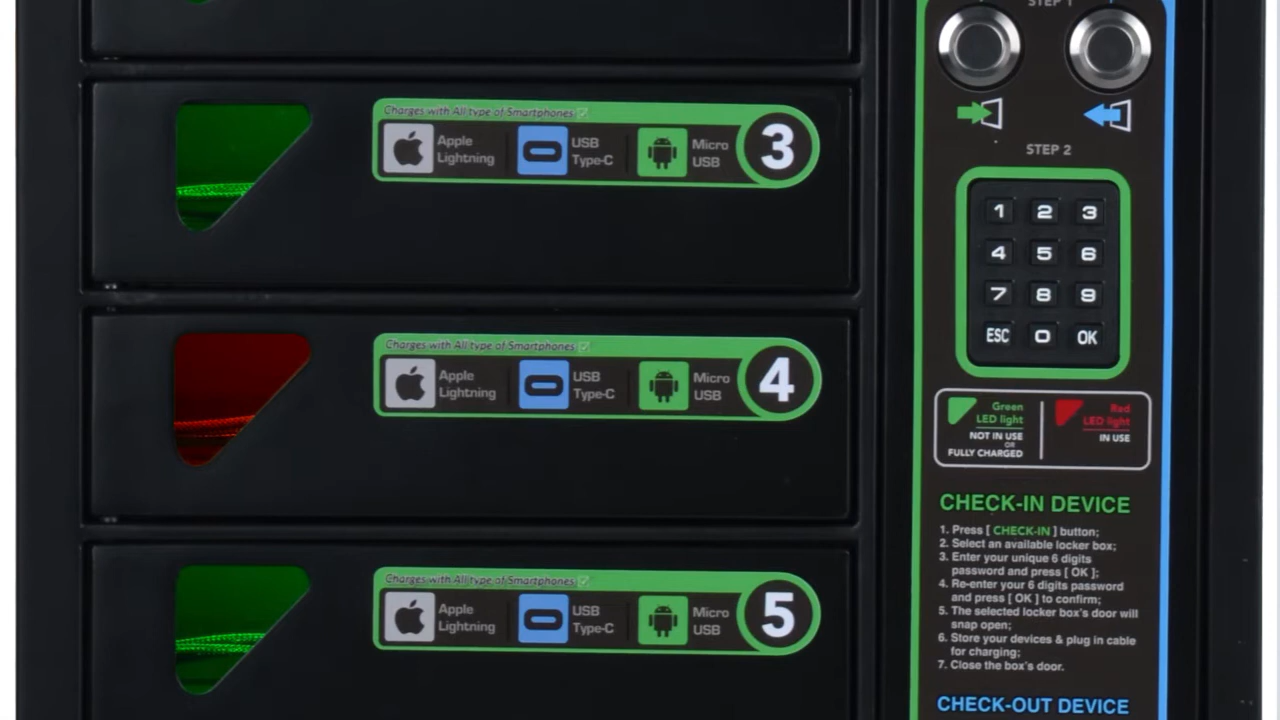 Charges with All type of Smartphones
Apple
Lightning
USB
Type-C
Micro
USB
3
Charges with All type of Smartphones
Apple
Lightning
USB
Type-C
Micro
USB
4
Charges with All type of Smartphones
Apple
Lightning
USB
Type-C
Micro
USB
5
STEP 1
STEP 2
1 2 3
4 5 6
7 8 9
ESC 0 OK
Green
LED light
NOT IN USE
OR
FULLY CHARGED
Red
LED light
IN USE
CHECK-IN DEVICE
1. Press [ CHECK-IN ] button;
2. Select an available locker box;
3. Enter your unique 6 digits
password and press [ OK ];
4. Re-enter your 6 digits password
and press [ OK ] to confirm;
5. The selected locker box's door will
snap open;
6. Store your devices & plug in cable
for charging;
7. Close the box's door.
CHECK-OUT DEVICE